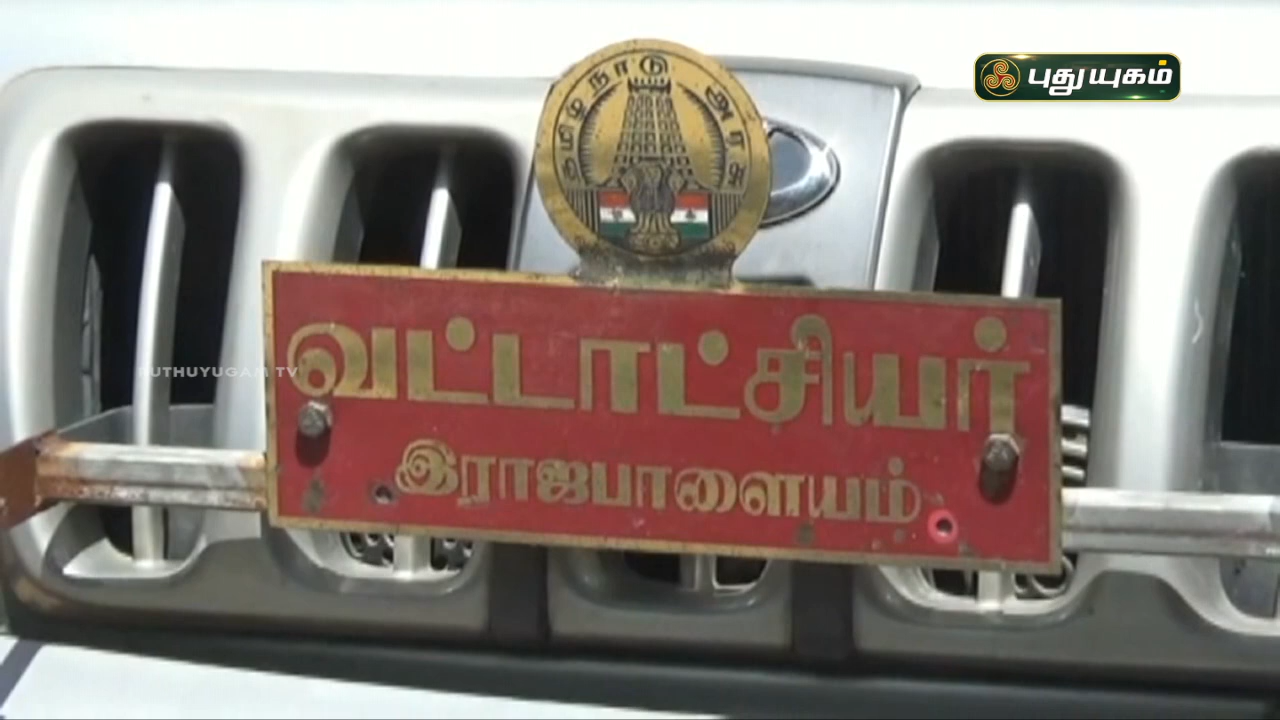 புதுயுகம்
தமிழ்நாடு அரசு
வட்டாட்சியர்
PUTHUYUGAM TV
இராஜபாளையம்